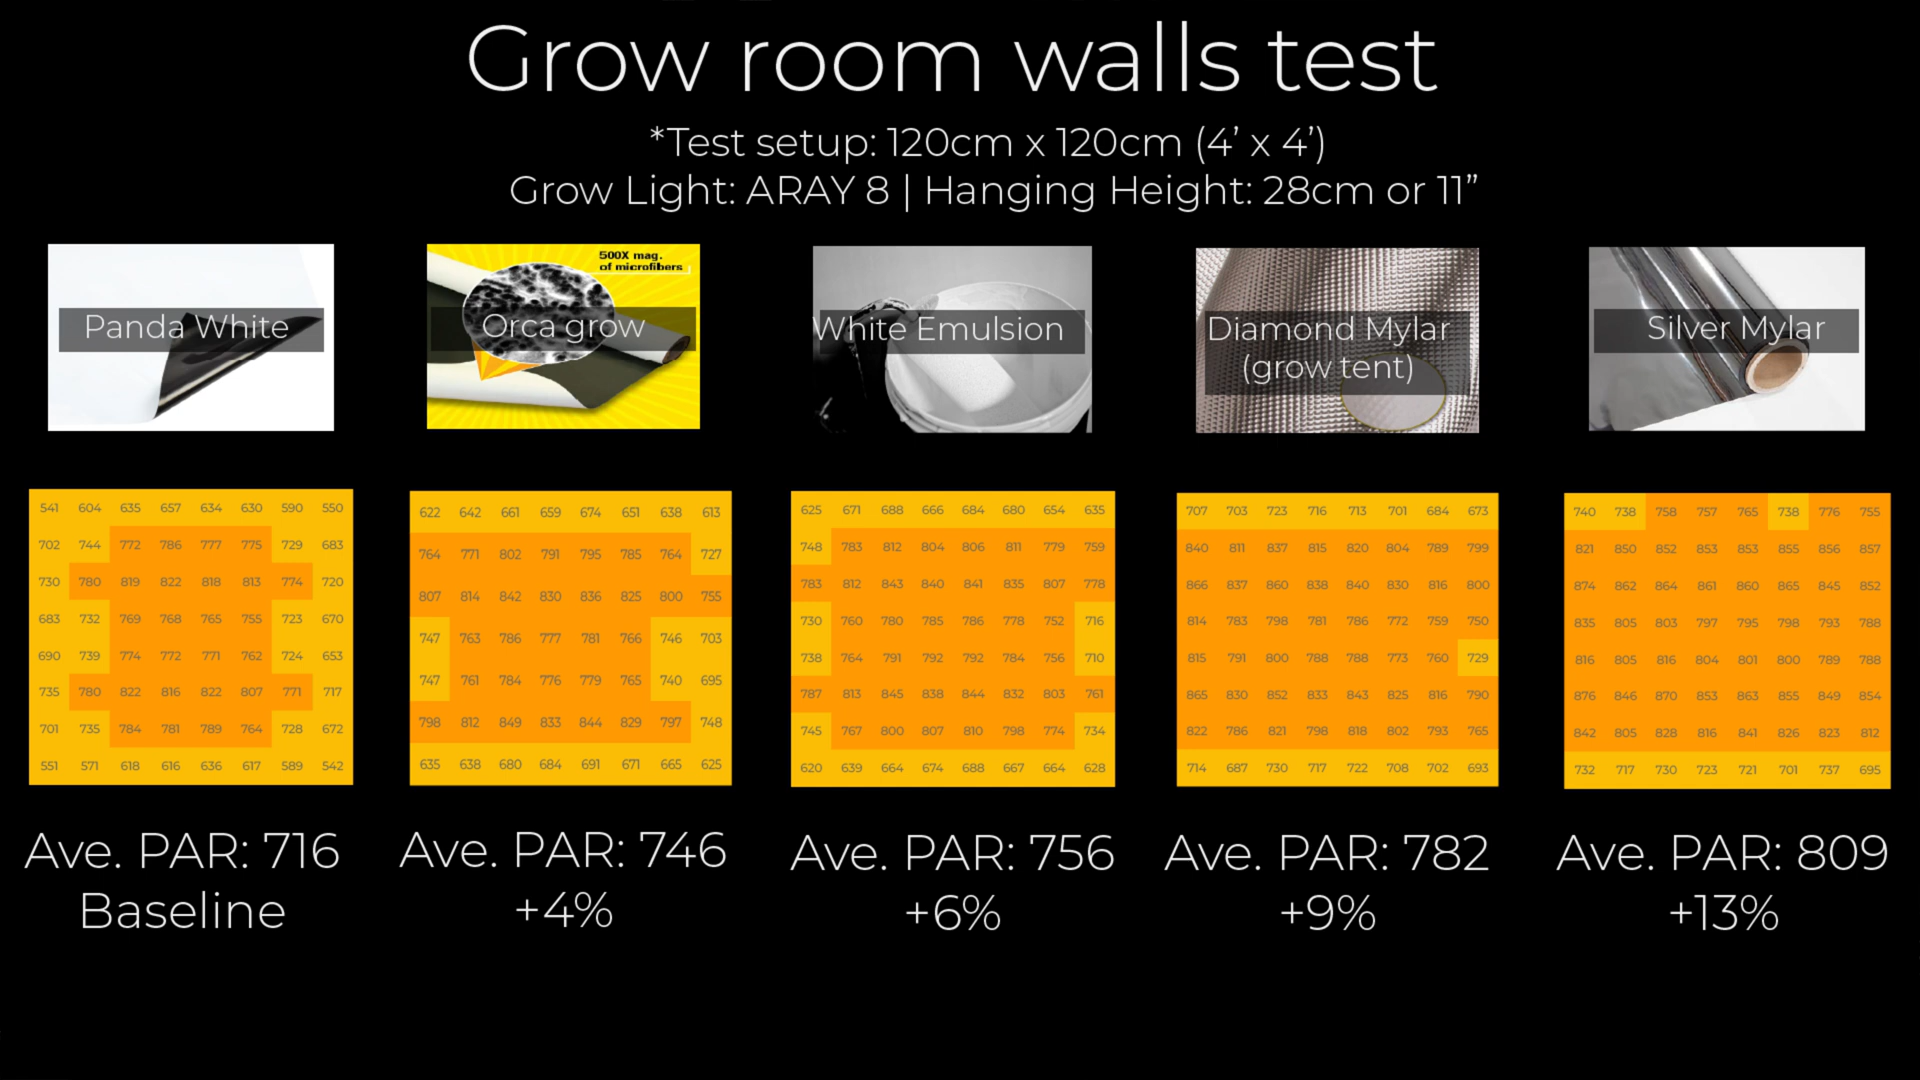 Grow room walls test
*Test setup: 120cm x 120cm (4’ x 4’)
Grow Light: ARAY 8 | Hanging Height: 28cm or 11”
Panda White
500X mag.
of microfibers
Orca grow
White Emulsion
Diamond Mylar
(grow tent)
Silver Mylar
541 604 635 657 634 630 590 550
702 744 772 786 777 775 729 683
730 780 819 822 818 813 774 720
683 732 769 768 765 755 723 670
690 739 774 772 771 762 724 653
735 780 822 816 822 807 771 717
701 735 784 781 789 764 728 672
551 571 618 616 636 617 589 542
622 642 661 659 674 651 638 613
764 771 802 791 795 785 764 727
807 814 842 830 836 825 800 755
747 763 786 777 781 766 746 703
747 761 784 776 779 765 740 695
798 812 849 833 844 829 797 748
635 638 680 684 691 671 665 625
625 671 688 666 684 680 654 635
748 783 812 804 806 811 779 759
783 812 843 840 841 835 807 778
730 760 780 785 786 778 752 716
738 764 791 792 792 784 756 710
787 813 845 838 844 832 803 761
745 767 800 807 810 798 774 734
620 639 664 674 688 667 664 628
707 703 723 716 713 701 684 673
840 811 837 815 820 804 789 799
866 837 860 838 840 830 816 800
814 783 798 781 786 772 759 750
815 791 800 788 788 773 760 729
865 830 852 833 843 825 816 790
822 786 821 798 818 802 793 765
714 687 730 717 722 708 702 693
740 738 758 757 765 738 776 755
821 850 852 853 853 855 856 857
874 862 864 861 860 865 845 852
835 805 803 797 795 798 793 788
816 805 816 804 801 800 789 788
876 846 870 853 863 855 849 854
842 805 828 816 841 826 823 812
732 717 730 723 721 701 737 695
Ave. PAR: 716
Baseline
Ave. PAR: 746
+4%
Ave. PAR: 756
+6%
Ave. PAR: 782
+9%
Ave. PAR: 809
+13%